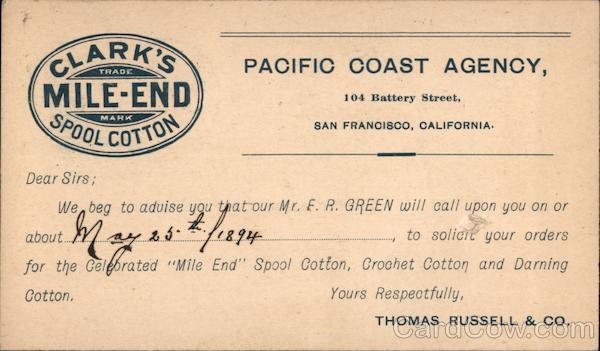 CLARK'S
TRADE
MILE-END
MARK
SPOOL COTTON
PACIFIC COAST AGENCY,
104 Battery Street,
SAN FRANCISCO, CALIFORNIA.
Dear Sirs;
We beg to advise you that our Mr. F. R. GREEN will call upon you on or
about May 25th/1894, to solicit your orders
for the Celebrated "Mile End" Spool Cotton, Crochet Cotton and Darning
Cotton. Yours Respectfully,
THOMAS RUSSELL & CO.
CardCow.com